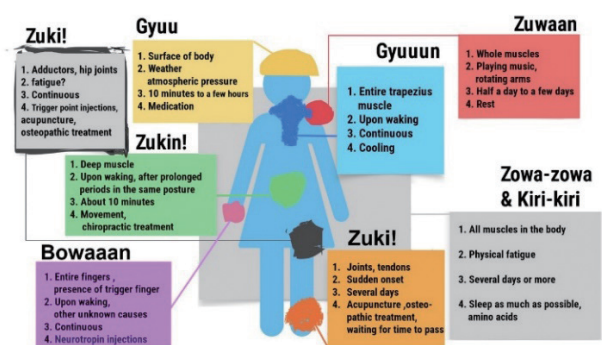 Zuki!
1. Adductors, hip joints
2. fatigue?
3. Continuous
4. Trigger point injections,
acupuncture,
osteopathic treatment
Gyuu
1. Surface of body
2. Weather
atmospheric pressure
3. 10 minutes to a few hours
4. Medication
Gyuuun
1. Entire trapezius
muscle
2. Upon waking
3. Continuous
4. Cooling
Zuwaan
1. Whole muscles
2. Playing music,
rotating arms
3. Half a day to a few days
4. Rest
Zukin!
1. Deep muscle
2. Upon waking, after prolonged
periods in the same posture
3. About 10 minutes
4. Movement,
chiropractic treatment
Zowa-zowa
& Kiri-kiri
1. All muscles in the body
2. Physical fatigue
3. Several days or more
4. Sleep as much as possible,
amino acids
Bowaaan
1. Entire fingers ,
presence of trigger finger
2. Upon waking,
other unknown causes
3. Continuous
4. Neurotropin injections
Zuki!
1. Joints, tendons
2. Sudden onset
3. Several days
4. Acupuncture ,osteo-
pathic treatment,
waiting for time to pass